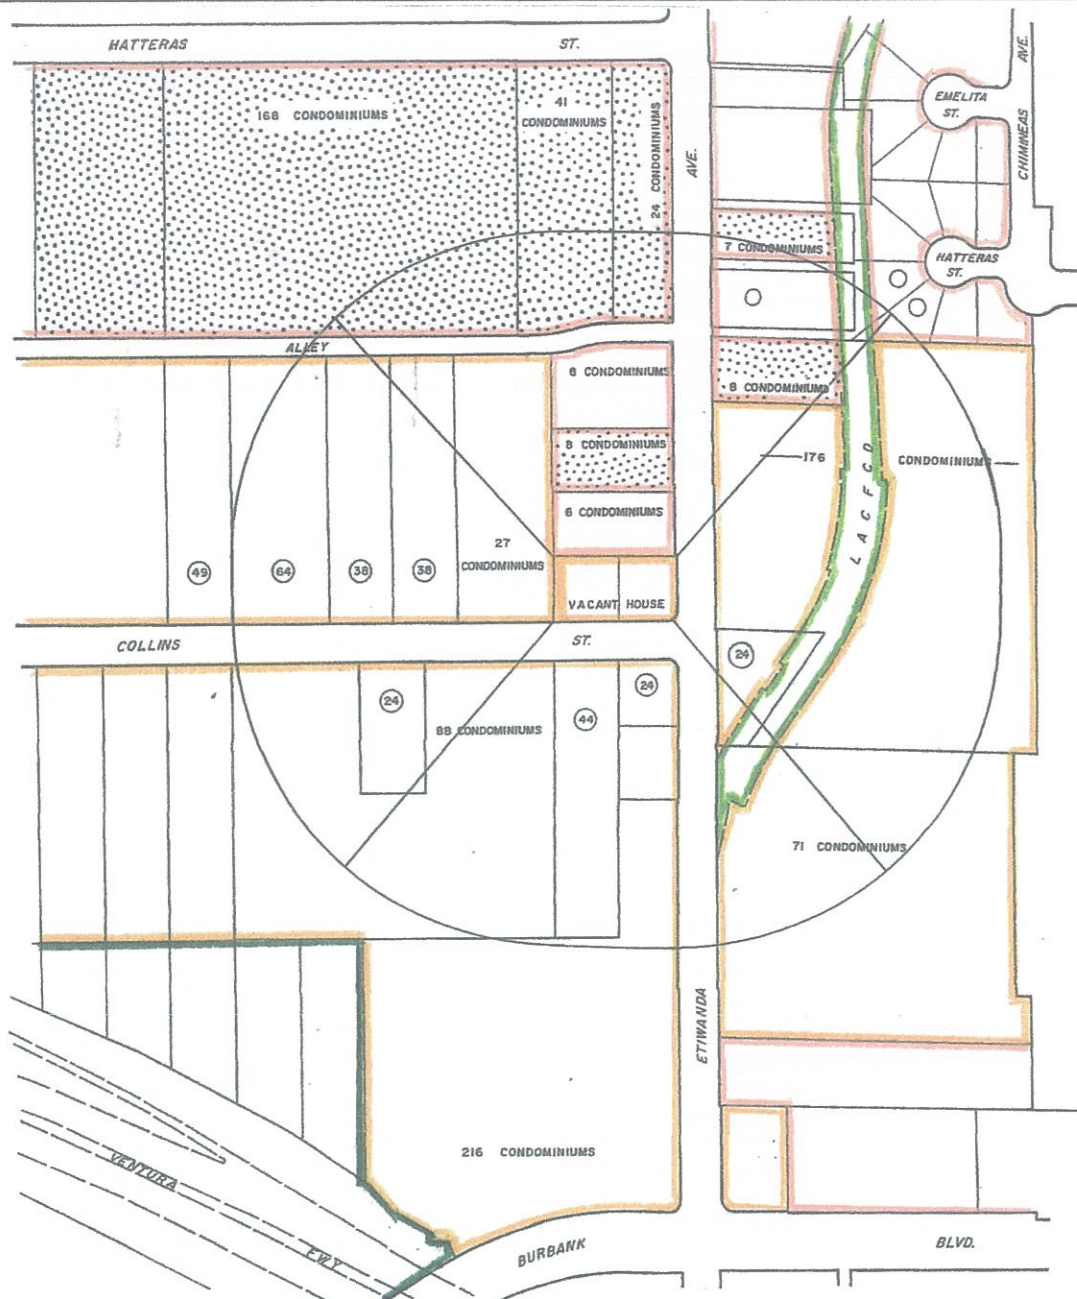 HATTERAS ST.
AVE.
EMELITA
ST.
CHIMINEAS
168 CONDOMINIUMS
41
CONDOMINIUMS
24 CONDOMINIUMS
AVE.
7 CONDOMINIUMS
HATTERAS
ST.
ALLEY
6 CONDOMINIUMS
8 CONDOMINIUMS
8 CONDOMINIUMS
176 CONDOMINIUMS
LACFCD
6 CONDOMINIUMS
27
CONDOMINIUMS
49
64
38
38
VACANT HOUSE
COLLINS ST.
24
24
24
44
88 CONDOMINIUMS
71 CONDOMINIUMS
ETIWANDA
216 CONDOMINIUMS
VENTURA
FWY
BURBANK
BLVD.